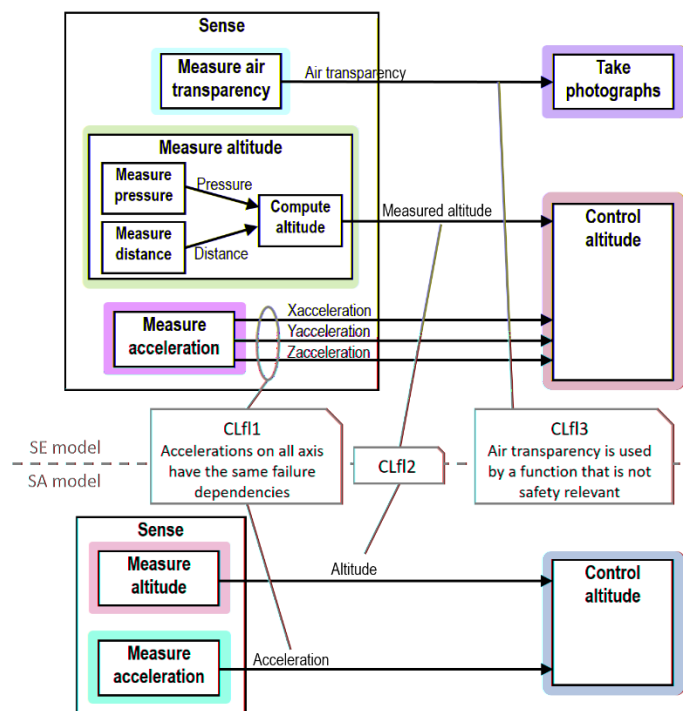 Sense
Measure air
transparency
Air transparency
Take
photographs
Measure altitude
Measure
pressure
Pressure
Compute
altitude
Measured altitude
Control
altitude
Measure
distance
Distance
Measure
acceleration
Xacceleration
Yacceleration
Zacceleration
SE model
SA model
CLfl1
Accelerations on all axis
have the same failure
dependencies
CLfl2
CLfl3
Air transparency is used
by a function that is not
safety relevant
Sense
Measure
altitude
Altitude
Control
altitude
Measure
acceleration
Acceleration